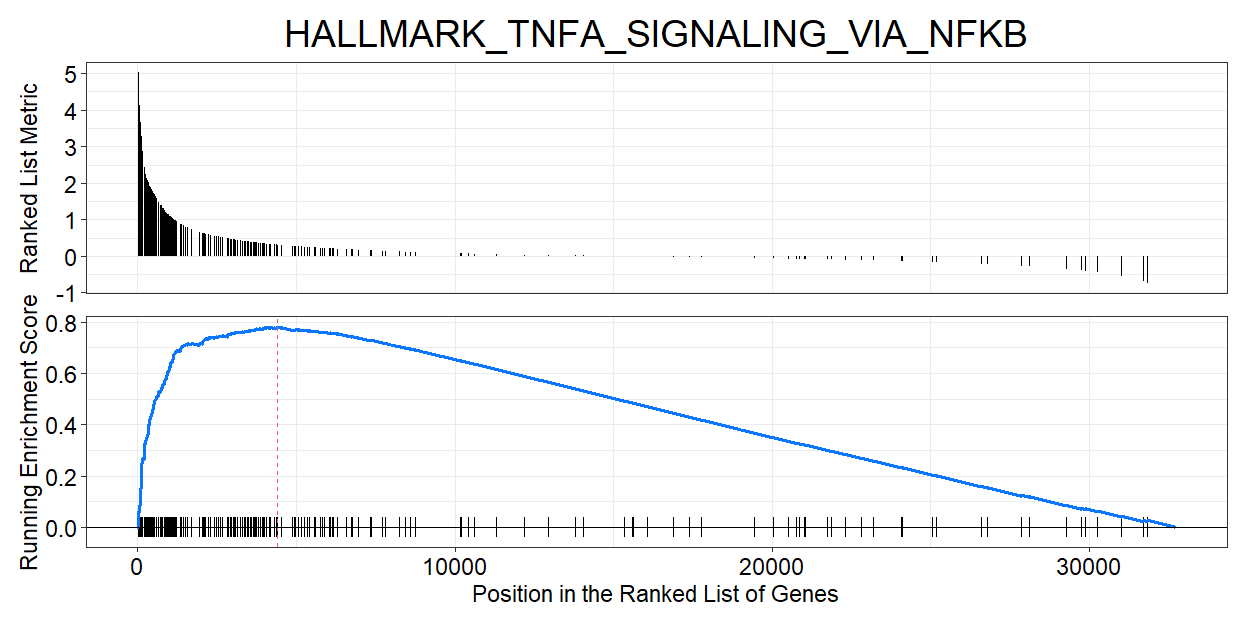 HALLMARK_TNFA_SIGNALING_VIA_NFKB
Ranked List Metric
5
4
3
2
1
0
-1
Running Enrichment Score
0.8
0.6
0.4
0.2
0.0
0 10000 20000 30000
Position in the Ranked List of Genes